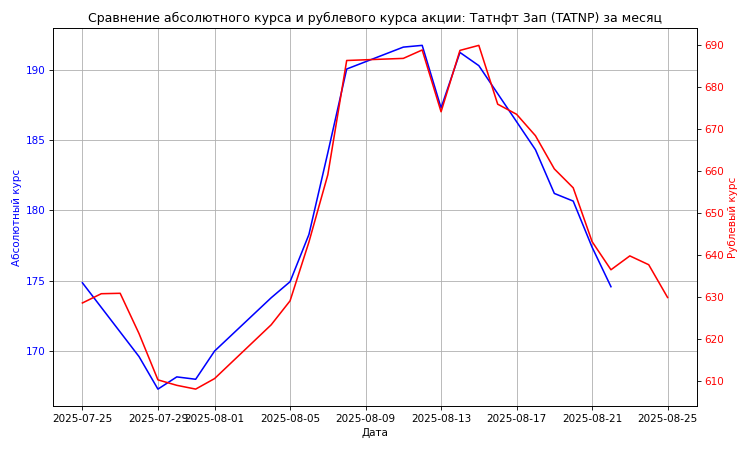 Сравнение абсолютного курса и рублевого курса акции: Татнфт 3ап (TATNP) за месяц
190
185
180
175
170
Абсолютный курс
690
680
670
660
650
640
630
620
610
Рублевый курс
2025-07-25 2025-07-29 2025-08-01 2025-08-05 2025-08-09 2025-08-13 2025-08-17 2025-08-21 2025-08-25
Дата